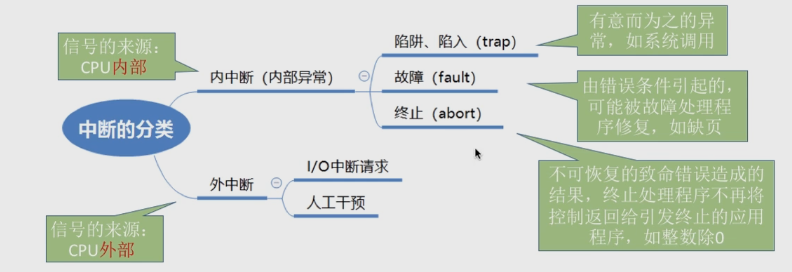 信号的来源：
CPU内部
中断的分类
内中断（内部异常）
陷阱、陷入（trap）
有意而为之的异
常，如系统调用
故障（fault）
由错误条件引起的，
可能被故障处理程
序修复，如缺页
终止（abort）
不可恢复的致命错误造成的
结果，终止处理程序不再将
控制返回给引发终止的应用
程序，如整数除0
外中断
I/O中断请求
人工干预
信号的来源：
CPU外部